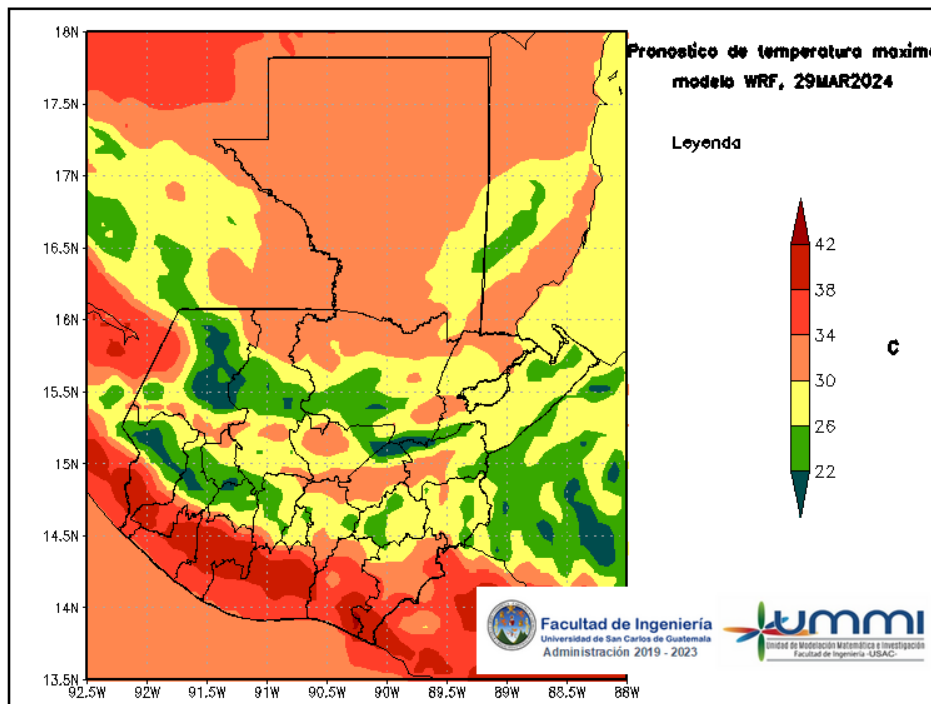 18N
17.5N
17N
16.5N
16N
15.5N
15N
14.5N
14N
13.5N
92.5W
92W
91.5W
91W
90.5W
90W
89.5W
89W
88.5W
88W
Pronostico de temperatura maxima
modelo WRF, 29MAR2024
Leyenda
42
38
34
30
26
22
C
Facultad de Ingeniería
Universidad de San Carlos de Guatemala
Administración 2019 - 2023
UMMI
Unidad de Modelación Matemática e Investigación
Facultad de Ingeniería -USAC-